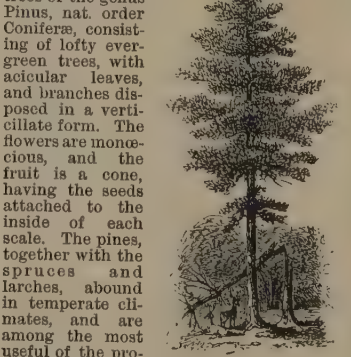 trees of the genus
Pinus, nat. order
Coniferæ, consist-
ing of lofty ever-
green trees, with
acicular leaves,
and branches dis-
posed in a verti-
cillate form. The
flowers are monœ-
cious, and the
fruit is a cone,
having the seeds
attached to the
inside of each
scale. The pines,
together with the
spruces and
larches, abound
in temperate cli-
mates, and are
among the most
useful of the pro-